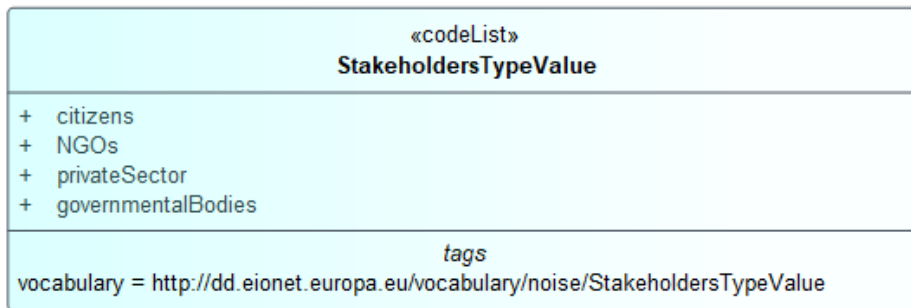 «codeList»
StakeholdersTypeValue
+ citizens
+ NGOs
+ privateSector
+ governmentalBodies
tags
vocabulary = http://dd.eionet.europa.eu/vocabulary/noise/StakeholdersTypeValue